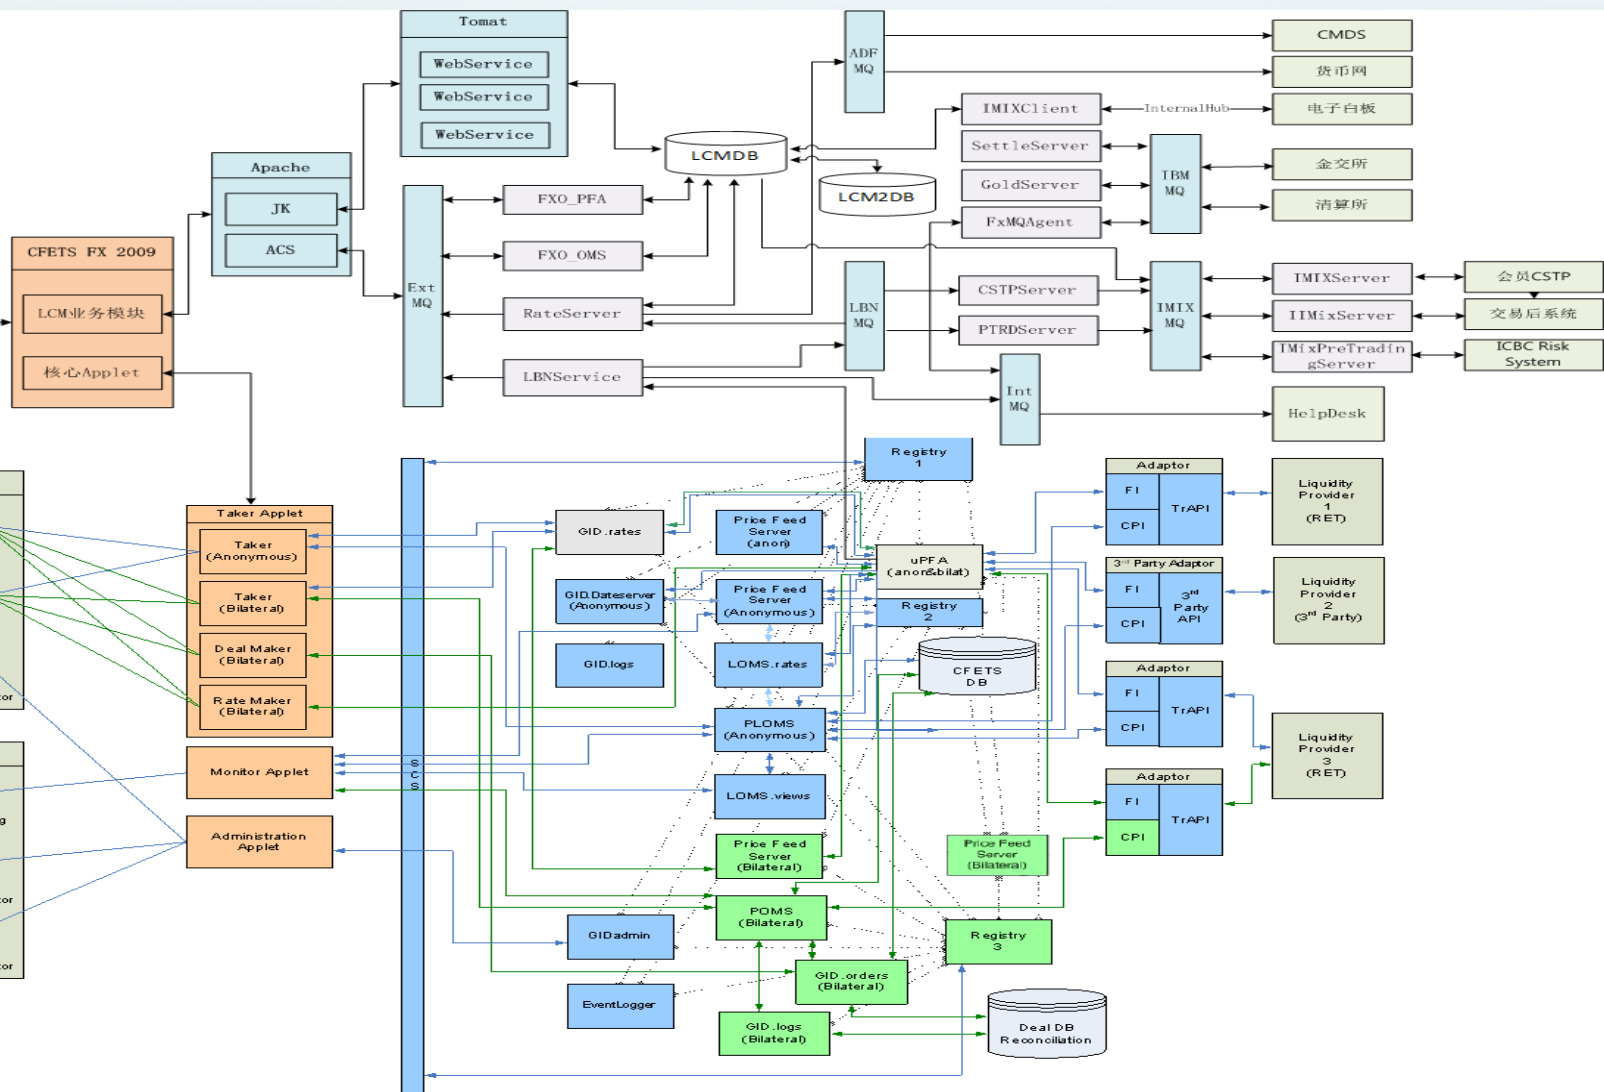 Tomat
WebService
WebService
WebService
ADF
MQ
CMDS
货币网
IMIXClient
InternalHub
电子白板
LCMDB
SettleServer
IBM
MQ
金交所
Apache
JK
ACS
FXO_PFA
LCM2DB
GoldServer
清算所
FxMQAgent
CFETS FX 2009
LCM业务模块
核心Applet
Ext
MQ
FXO_OMS
RateServer
LBNService
LBN
MQ
CSTPServer
PTRDServer
IMIX
MQ
IMIXServer
会员CSTP
IIMixServer
交易后系统
IMixPreTradin
gServer
ICBC Risk
System
Int
MQ
HelpDesk
Registry
1
Adaptor
FI
CPI
TrAPI
Liquidity
Provider
1
(RET)
Taker Applet
Taker
(Anonymous)
Taker
(Bilateral)
Deal Maker
(Bilateral)
Rate Maker
(Bilateral)
GID.rates
Price Feed
Server
(anon)
uPFA
(anon&bilat)
3rd Party Adaptor
FI
CPI
3rd
Party
API
Liquidity
Provider
2
(3rd Party)
GID.Dateserver
(Anonymous)
Price Feed
Server
(Anonymous)
Registry
2
GID.logs
LOMS.rates
CFETS
DB
Adaptor
FI
CPI
TrAPI
PLOMS
(Anonymous)
Liquidity
Provider
3
(RET)
tor
Monitor Applet
SCS
LOMS.views
Adaptor
FI
CPI
TrAPI
g
Administration
Applet
Price Feed
Server
(Bilateral)
Price Feed
Server
(Bilateral)
tor
POMS
(Bilateral)
GIDadmin
Registry
3
tor
GID.orders
(Bilateral)
EventLogger
GID.logs
(Bilateral)
Deal DB
Reconciliation